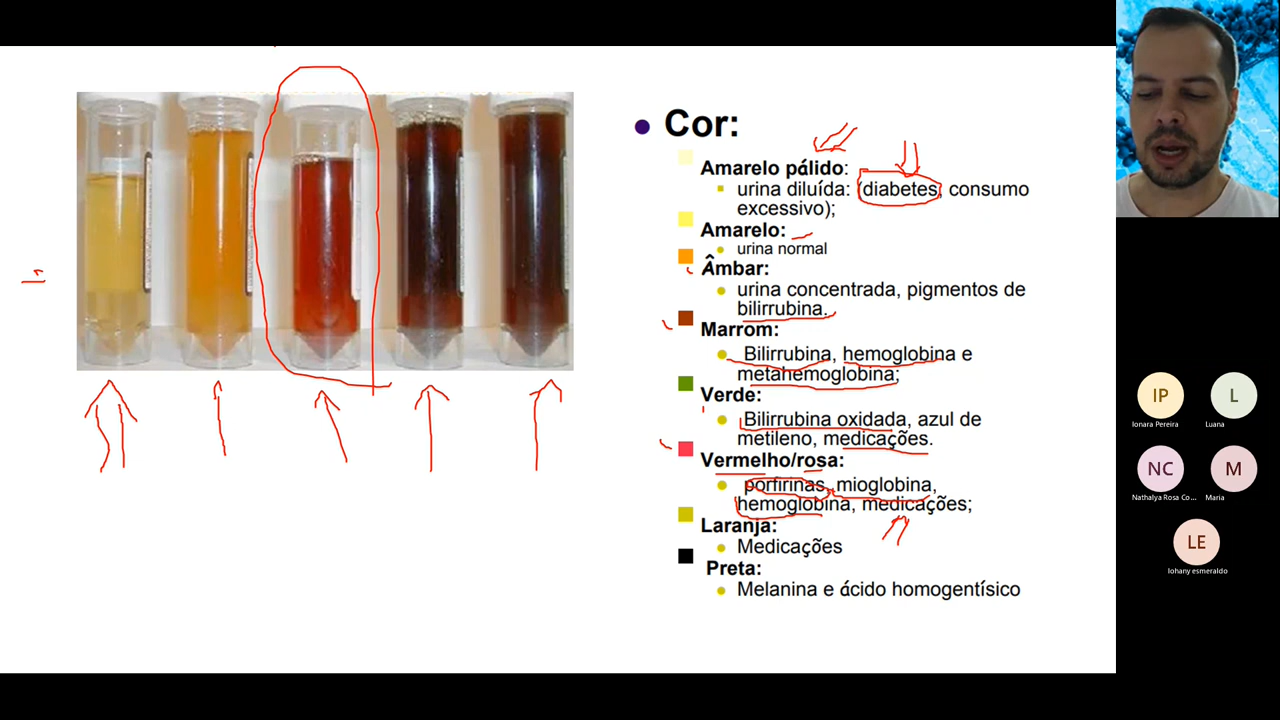 Cor:
Amarelo pálido:
urina diluída: (diabetes, consumo
excessivo);
Amarelo:
urina normal
Âmbar:
urina concentrada, pigmentos de
bilirrubina.
Marrom:
Bilirrubina, hemoglobina e
metahemoglobina;
Verde:
Bilirrubina oxidada, azul de
metileno, medicações.
Vermelho/rosa:
porfirinas, mioglobina,
hemoglobina, medicações;
Laranja:
Medicações
Preta:
Melanina e ácido homogentísico
IP
Ionara Pereira
L
Luana
NC
Nathalya Rosa Co...
M
Maria
LE
Iohany esmeraldo